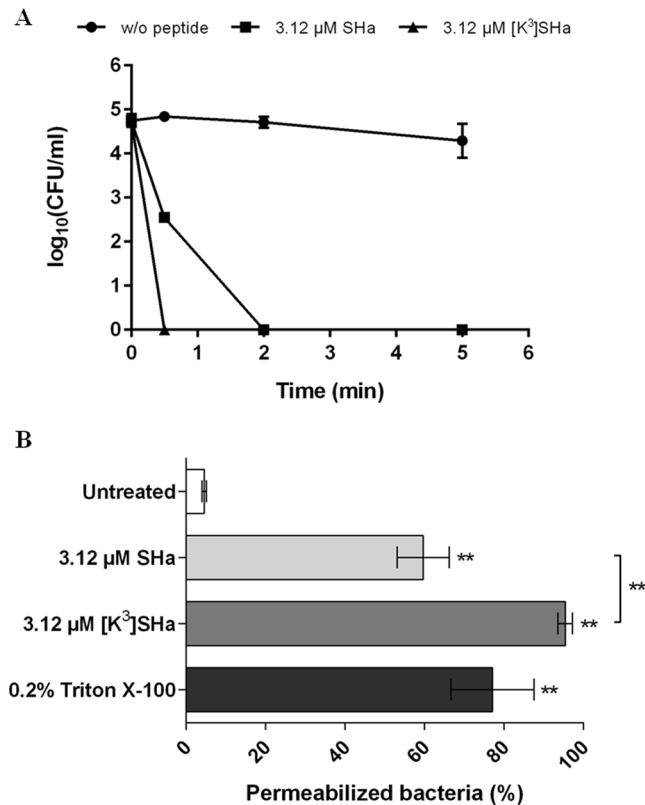 A
w/o peptide 3.12 µM SHa 3.12 µM [K³]SHa
6
5
4
3
2
1
0
log₁₀(CFU/ml)
0 1 2 3 4 5 6
Time (min)
B
Untreated
3.12 µM SHa **
**
3.12 µM [K³]SHa **
0.2% Triton X-100 **
0 20 40 60 80 100
Permeabilized bacteria (%)